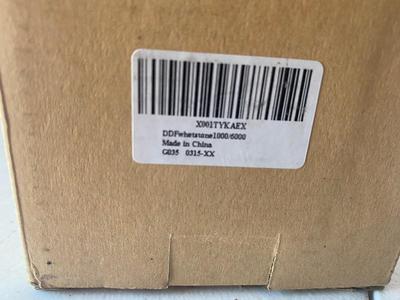 X001TYKAEX
DDFwhetstone1000/6000
Made in China
G035 0315-XX